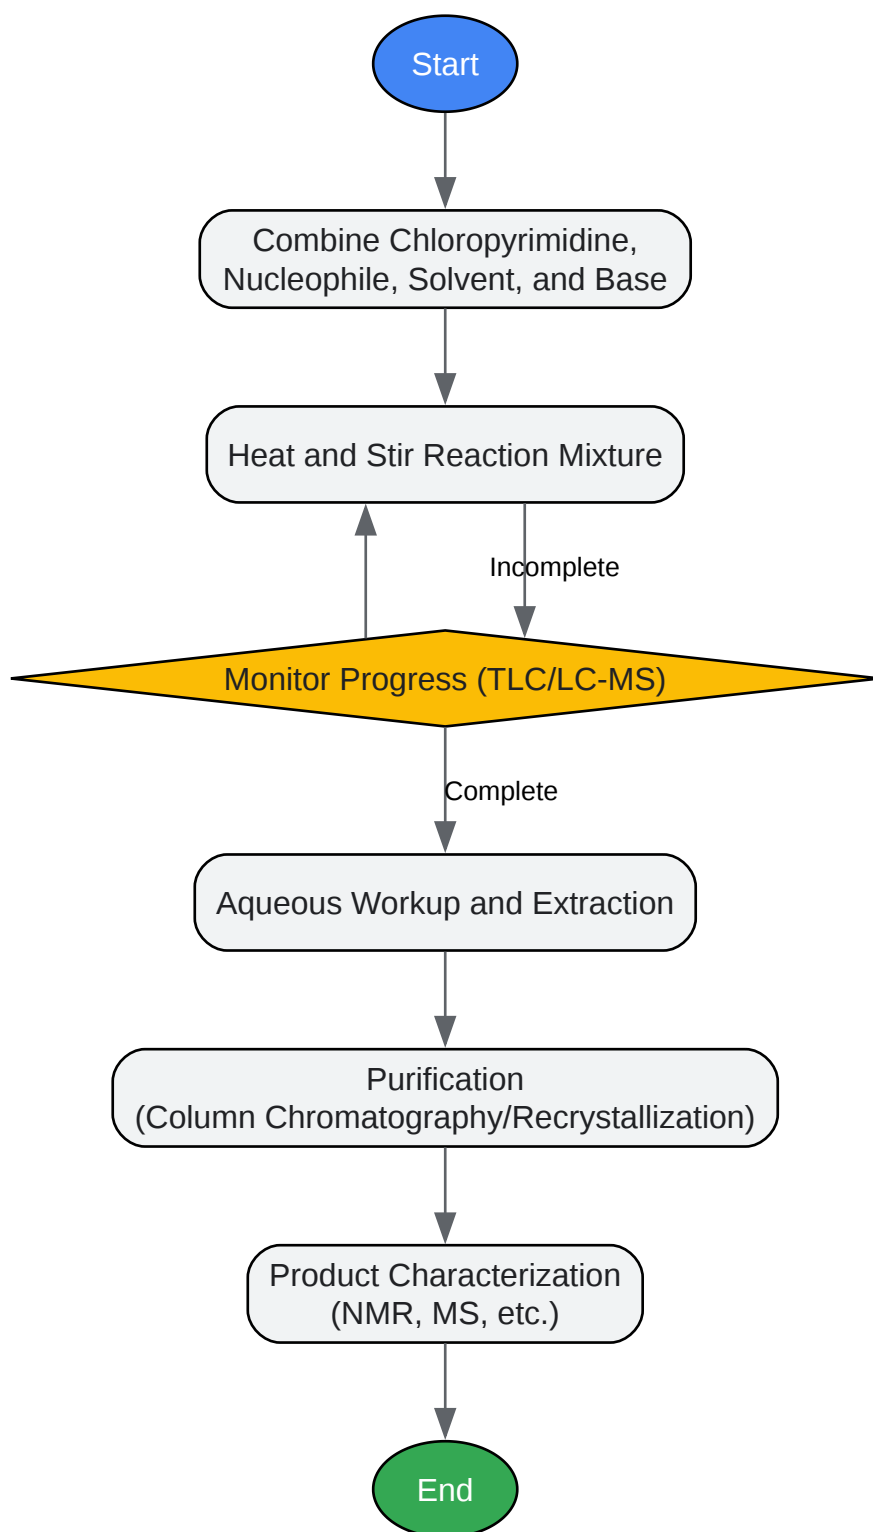 Start
Combine Chloropyrimidine,
Nucleophile, Solvent, and Base
Heat and Stir Reaction Mixture
Incomplete
Monitor Progress (TLC/LC-MS)
Complete
Aqueous Workup and Extraction
Purification
(Column Chromatography/Recrystallization)
Product Characterization
(NMR, MS, etc.)
End